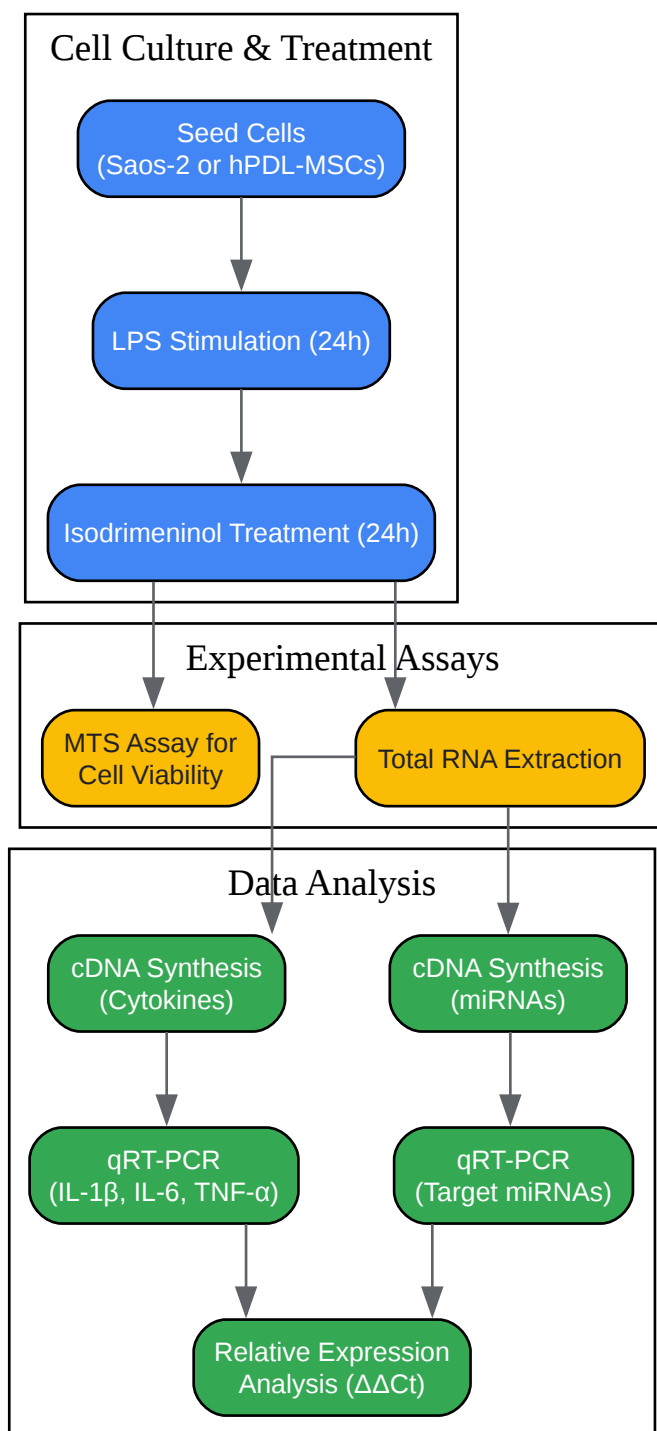 Cell Culture & Treatment
Seed Cells
(Saos-2 or hPDL-MSCs)
LPS Stimulation (24h)
Isodrimeninol Treatment (24h)
Experimental Assays
MTS Assay for
Cell Viability
Total RNA Extraction
Data Analysis
cDNA Synthesis
(Cytokines)
cDNA Synthesis
(miRNAs)
qRT-PCR
(IL-1β, IL-6, TNF-α)
qRT-PCR
(Target miRNAs)
Relative Expression
Analysis (ΔΔCt)